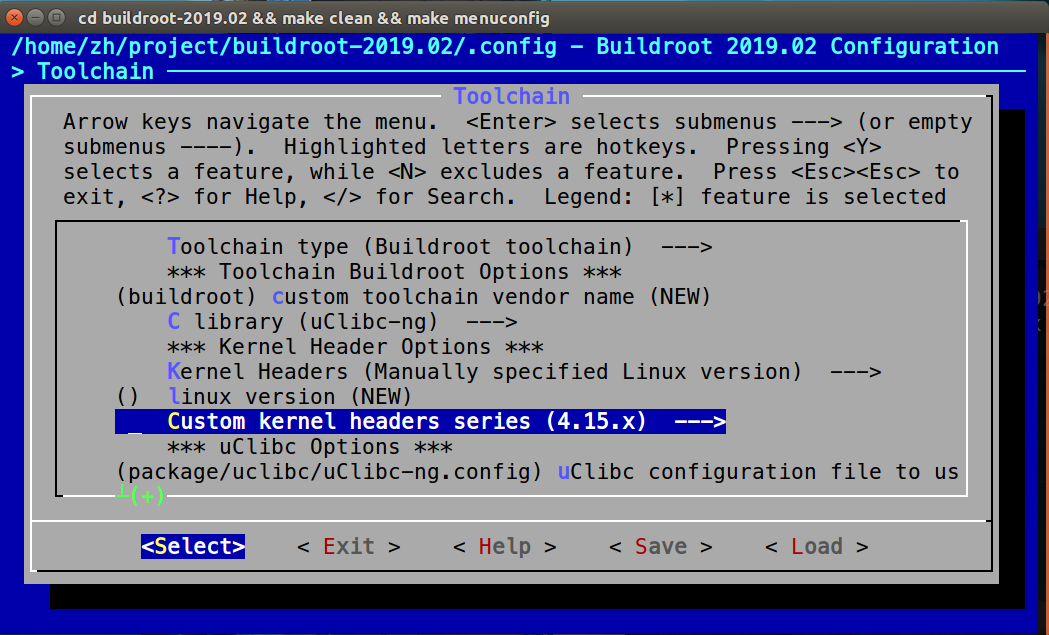 cd buildroot-2019.02 && make clean && make menuconfig
/home/zh/project/buildroot-2019.02/.config - Buildroot 2019.02 Configuration
> Toolchain
Toolchain
Arrow keys navigate the menu.  <Enter> selects submenus ---> (or empty
submenus ----).  Highlighted letters are hotkeys.  Pressing <Y>
selects a feature, while <N> excludes a feature.  Press <Esc><Esc> to
exit, <?> for Help, </> for Search.  Legend: [*] feature is selected
Toolchain type (Buildroot toolchain)  --->
*** Toolchain Buildroot Options ***
(buildroot) custom toolchain vendor name (NEW)
C library (uClibc-ng)  --->
*** Kernel Header Options ***
Kernel Headers (Manually specified Linux version)  --->
()  linux version (NEW)
Custom kernel headers series (4.15.x)  --->
*** uClibc Options ***
(package/uclibc/uClibc-ng.config) uClibc configuration file to us
┴(+)
<Select>    < Exit >    < Help >    < Save >    < Load >